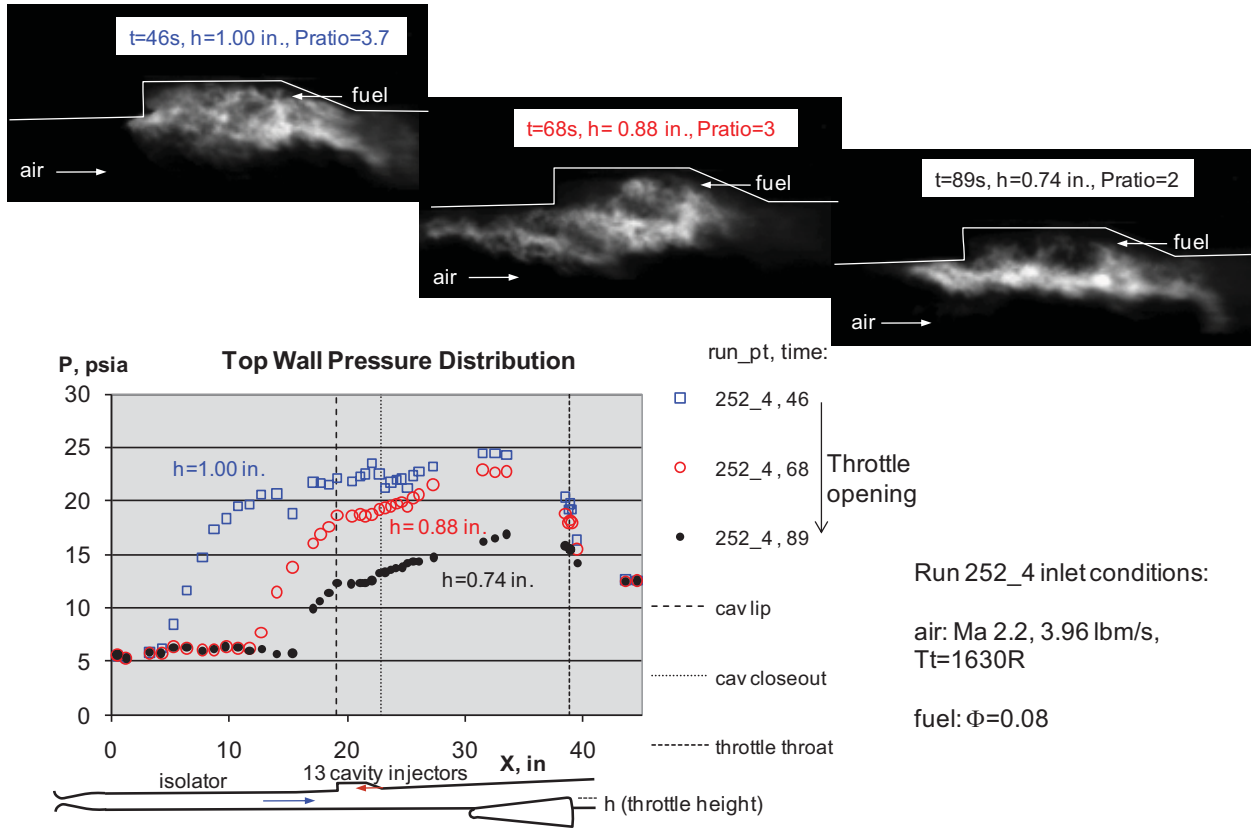 t=46s, h=1.00 in., Pratio=3.7
fuel
air
t=68s, h= 0.88 in., Pratio=3
fuel
air
t=89s, h=0.74 in., Pratio=2
fuel
air
P, psia
Top Wall Pressure Distribution
30
25
20
15
10
5
0
h=1.00 in.
h=0.88 in.
h=0.74 in.
0
10
20
30
40
X, in
run_pt, time:
252_4 , 46
252_4, 68
252_4, 89
Throttle
opening
cav lip
cav closeout
throttle throat
Run 252_4 inlet conditions:
air: Ma 2.2, 3.96 lbm/s,
Tt=1630R
fuel: Φ=0.08
isolator
13 cavity injectors
h (throttle height)